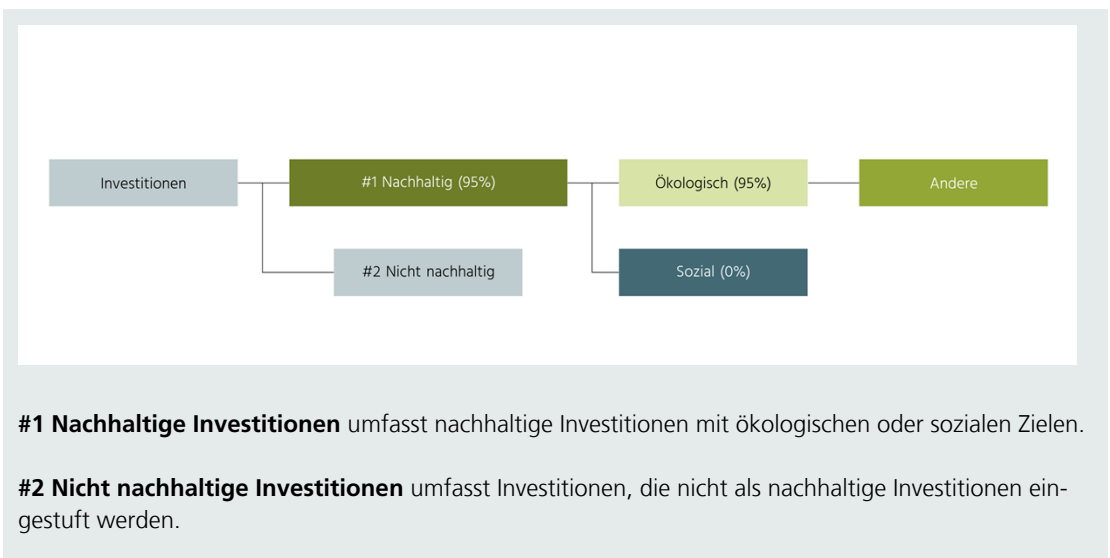 Investitionen
#1 Nachhaltig (95%)
Ökologisch (95%)
Andere
#2 Nicht nachhaltig
Sozial (0%)
#1 Nachhaltige Investitionen umfasst nachhaltige Investitionen mit ökologischen oder sozialen Zielen.
#2 Nicht nachhaltige Investitionen umfasst Investitionen, die nicht als nachhaltige Investitionen ein-
gestuft werden.